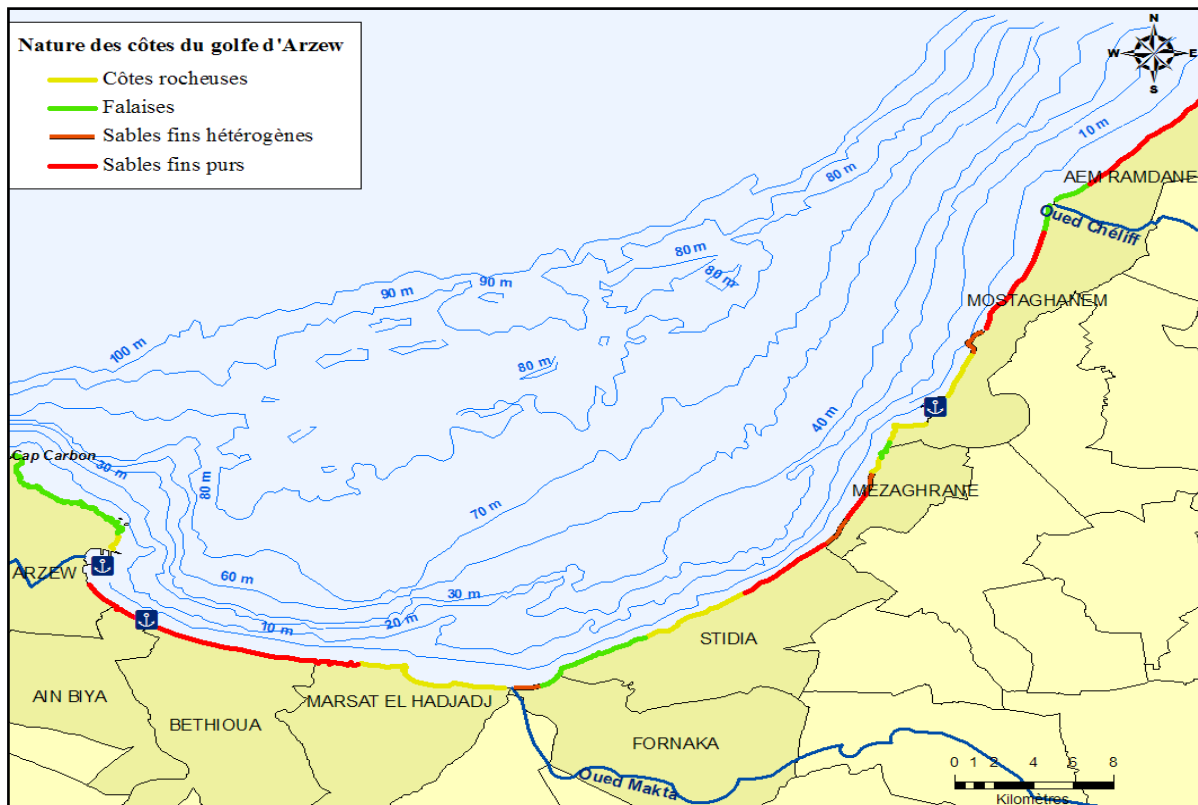 Nature des côtes du golfe d'Arzew
Côtes rocheuses
Falaises
Sables fins hétérogènes
Sables fins purs
N
W E
S
10 m
80 m
AEM RAMDANE
Oued Chéliff
80 m
80 m
90 m
90 m
MOSTAGHANEM
100 m
80 m
40 m
Cap Carbon
30 m
80 m
MEZAGHRANE
70 m
ARZEW
60 m
30 m
20 m
10 m
STIDIA
AIN BIYA
MARSAT EL HADJADJ
BETHIOUA
FORNAKA
Oued Makta
0 1 2 4 6 8
Kilomètres